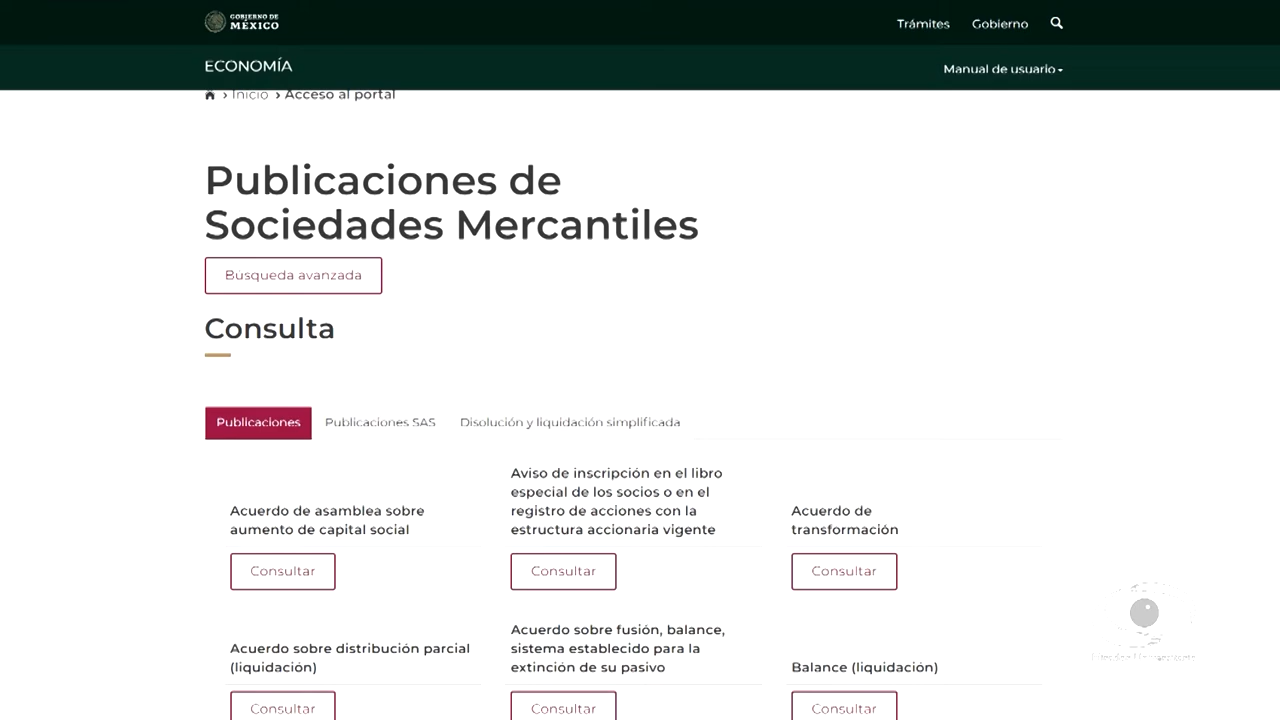 GOBIERNO DE
MÉXICO
Trámites
Gobierno
ECONOMÍA
Manual de usuario
Inicio › Acceso al portal
Publicaciones de
Sociedades Mercantiles
Búsqueda avanzada
Consulta
Publicaciones
Publicaciones SAS
Disolución y liquidación simplificada
Acuerdo de asamblea sobre
aumento de capital social
Consultar
Aviso de inscripción en el libro
especial de los socios o en el
registro de acciones con la
estructura accionaria vigente
Consultar
Acuerdo de
transformación
Consultar
Acuerdo sobre distribución parcial
(liquidación)
Consultar
Acuerdo sobre fusión, balance,
sistema establecido para la
extinción de su pasivo
Consultar
Balance (liquidación)
Consultar